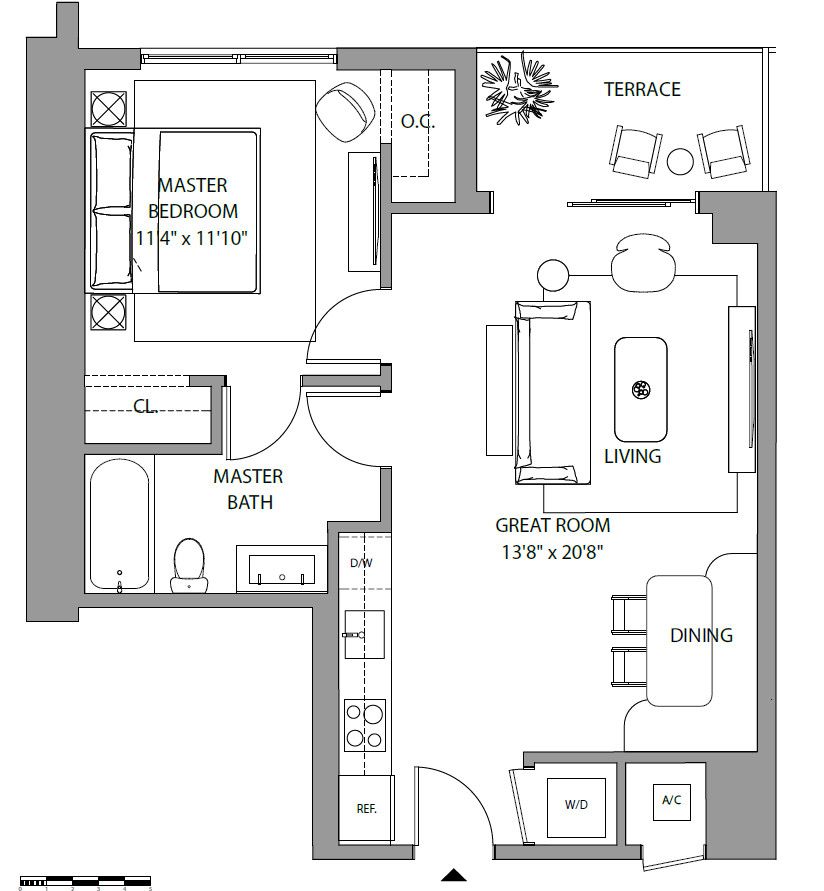 TERRACE
O.C.
MASTER
BEDROOM
11'4" x 11'10"
CL.
LIVING
MASTER
BATH
GREAT ROOM
13'8" x 20'8"
D/W
DINING
REF.
W/D
A/C
0 1 2 3 4 5